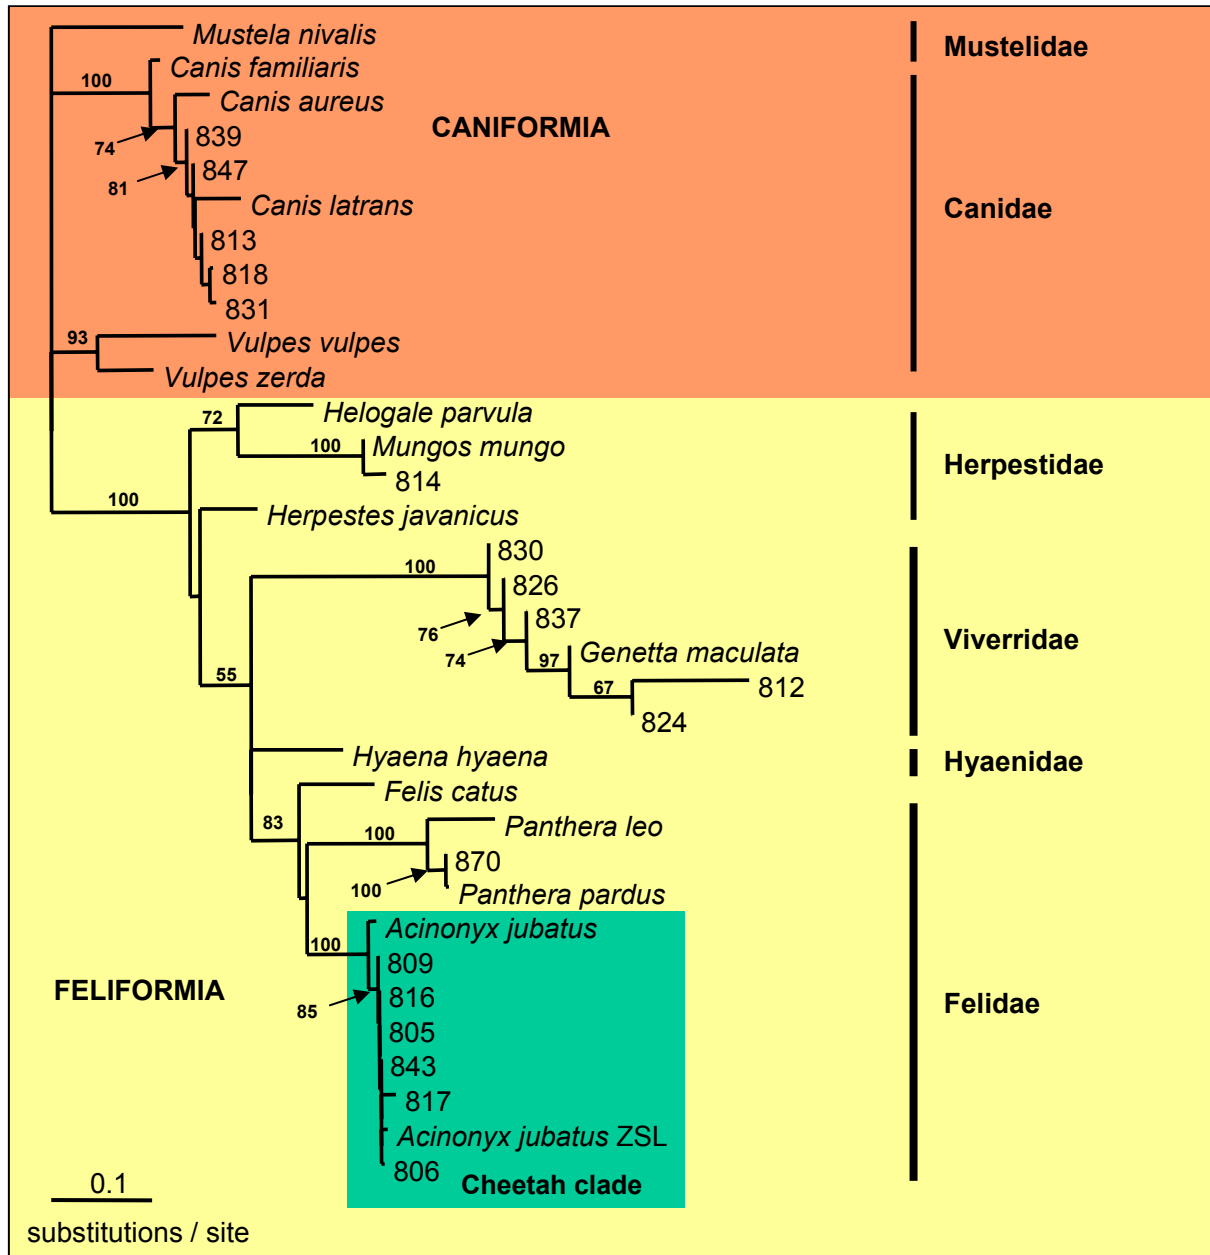 Mustela nivalis
Mustelidae
Canis familiaris
100
Canis aureus
CANIFORMIA
839
74
847
81
Canis latrans
Canidae
813
818
831
93
Vulpes vulpes
Vulpes zerda
Helogale parvula
72
Mungos mungo
100
Herpestidae
814
100
Herpestes javanicus
830
100
826
837
76
Viverridae
74
Genetta maculata
97
55
67
812
824
Hyaena hyaena
Hyaenidae
Felis catus
83
Panthera leo
100
870
100
Panthera pardus
Acinonyx jubatus
100
809
FELIFORMIA
816
85
Felidae
805
843
817
Acinonyx jubatus ZSL
806
Cheetah clade
0.1
substitutions / site